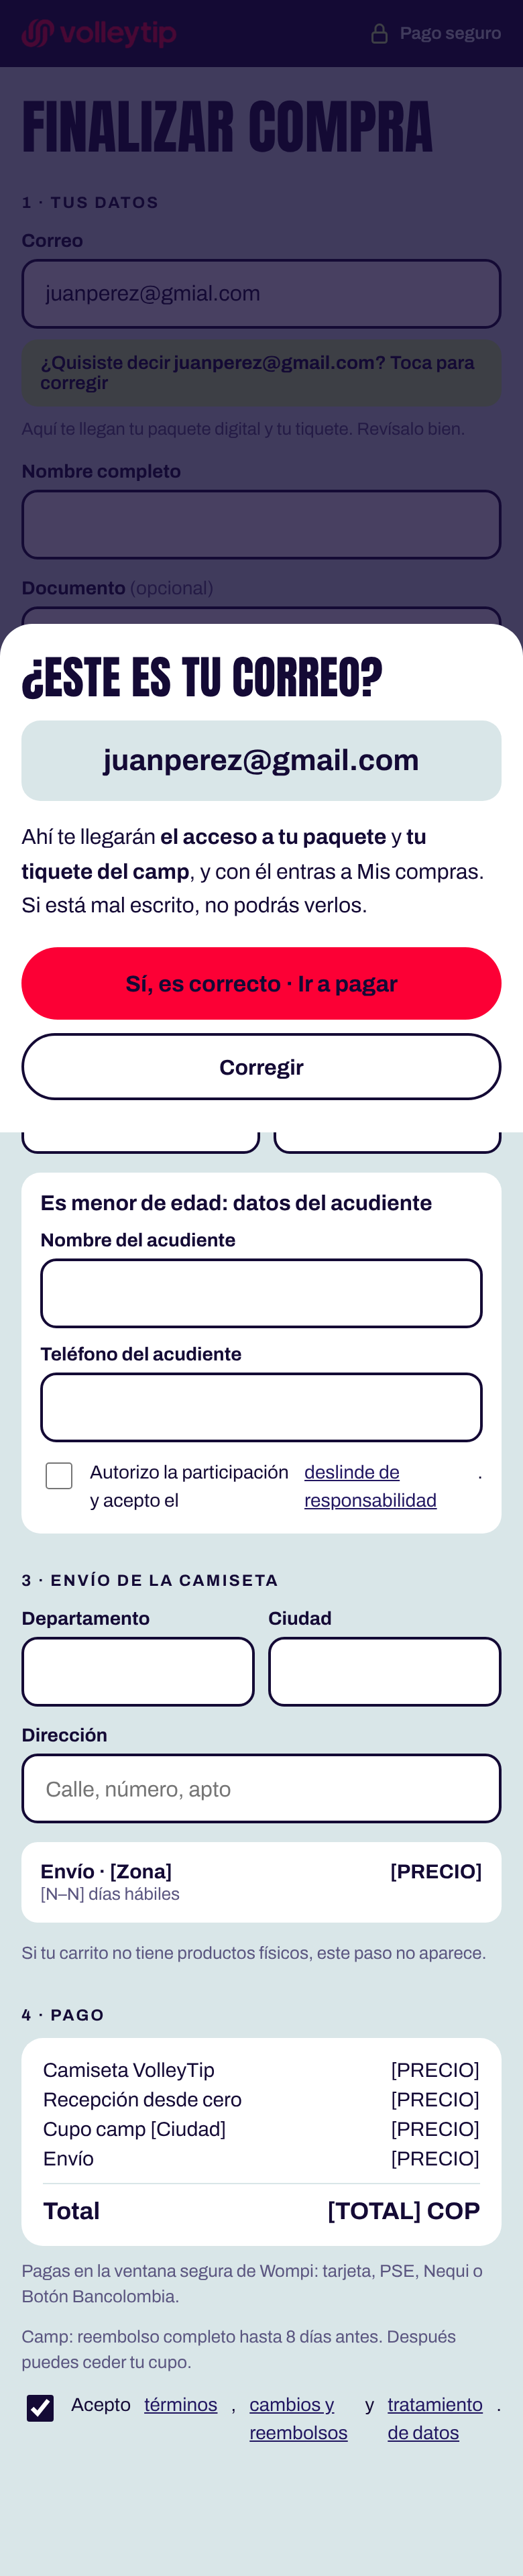 volleytip
Pago seguro
FINALIZAR COMPRA
1 · TUS DATOS
Correo
juanperez@gmial.com
¿Quisiste decir juanperez@gmail.com? Toca para
corregir
Aquí te llegan tu paquete digital y tu tiquete. Revísalo bien.
Nombre completo
Documento (opcional)
¿ESTE ES TU CORREO?
juanperez@gmail.com
Ahí te llegarán el acceso a tu paquete y tu
tiquete del camp, y con él entras a Mis compras.
Si está mal escrito, no podrás verlos.
Sí, es correcto · Ir a pagar
Corregir
Es menor de edad: datos del acudiente
Nombre del acudiente
Teléfono del acudiente
Autorizo la participación deslinde de .
y acepto el responsabilidad
3 · ENVÍO DE LA CAMISETA
Departamento Ciudad
Dirección
Calle, número, apto
Envío · [Zona] [PRECIO]
[N–N] días hábiles
Si tu carrito no tiene productos físicos, este paso no aparece.
4 · PAGO
Camiseta VolleyTip [PRECIO]
Recepción desde cero [PRECIO]
Cupo camp [Ciudad] [PRECIO]
Envío [PRECIO]
Total [TOTAL] COP
Pagas en la ventana segura de Wompi: tarjeta, PSE, Nequi o
Botón Bancolombia.
Camp: reembolso completo hasta 8 días antes. Después
puedes ceder tu cupo.
Acepto términos , cambios y y tratamiento .
reembolsos de datos